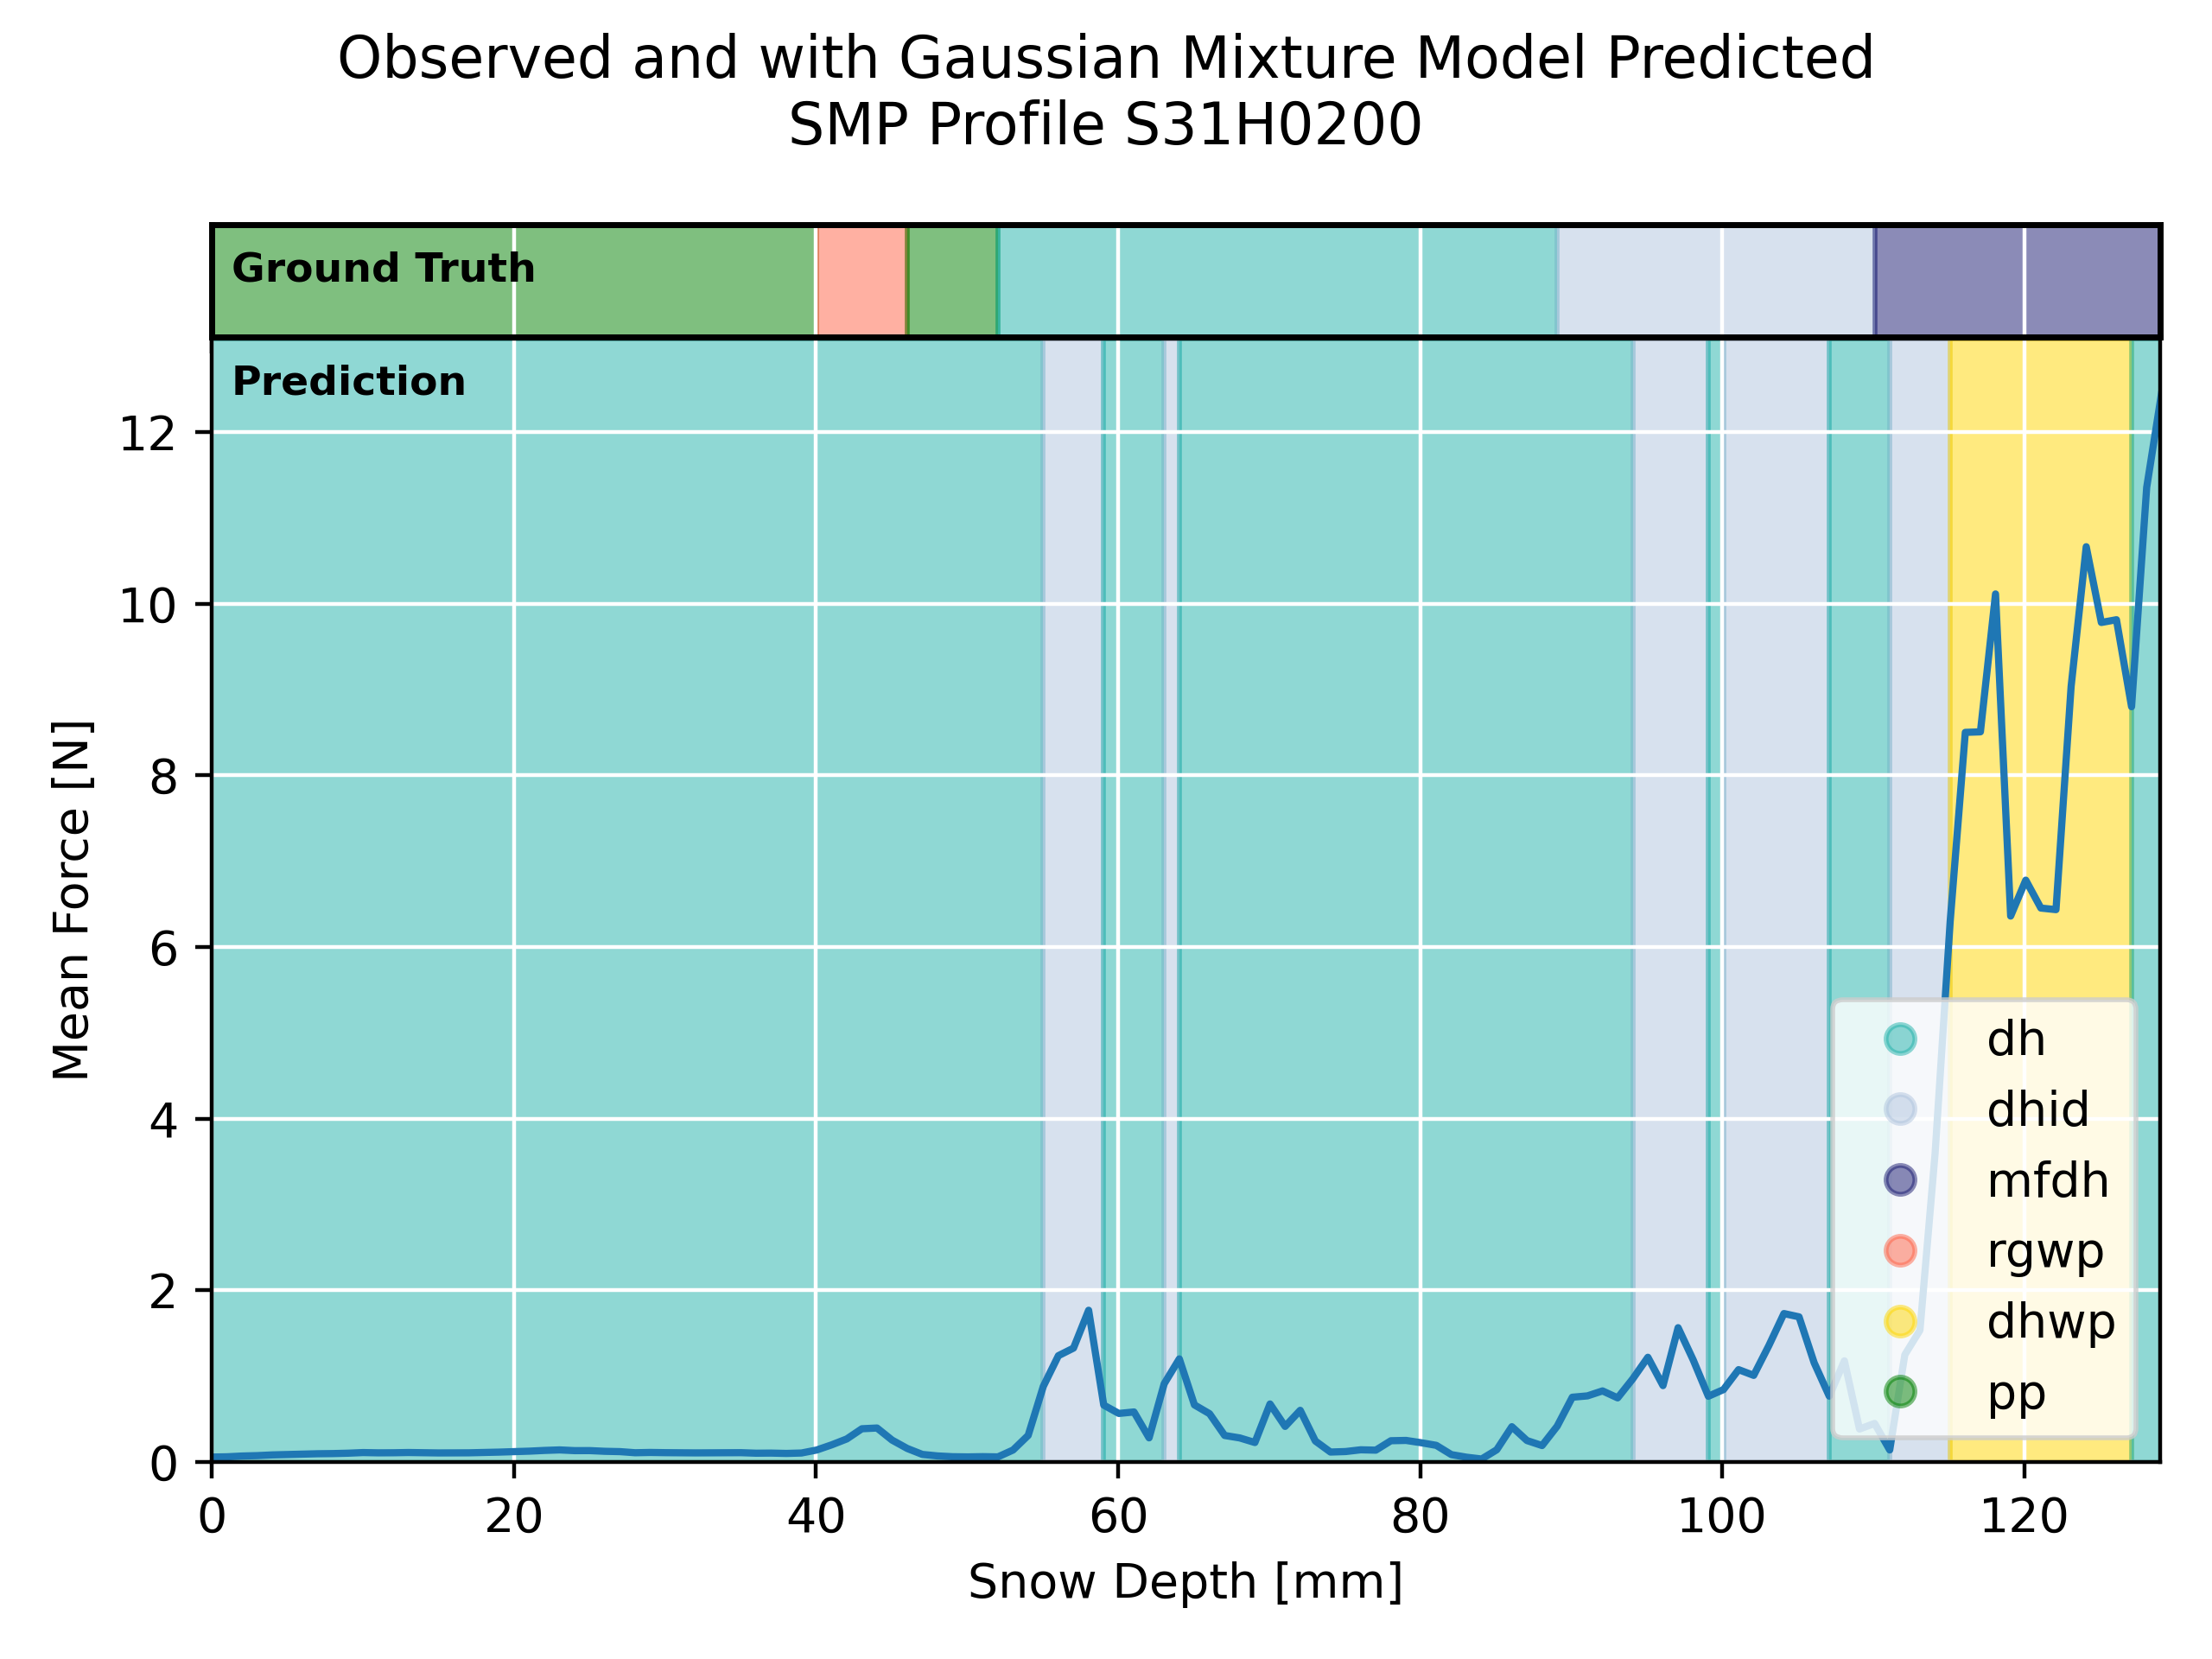 Observed and with Gaussian Mixture Model Predicted
SMP Profile S31H0200
Ground Truth
Prediction
12
10
8
6
4
2
0
Mean Force [N]
dh
dhid
mfdh
rgwp
dhwp
pp
0 20 40 60 80 100 120
Snow Depth [mm]